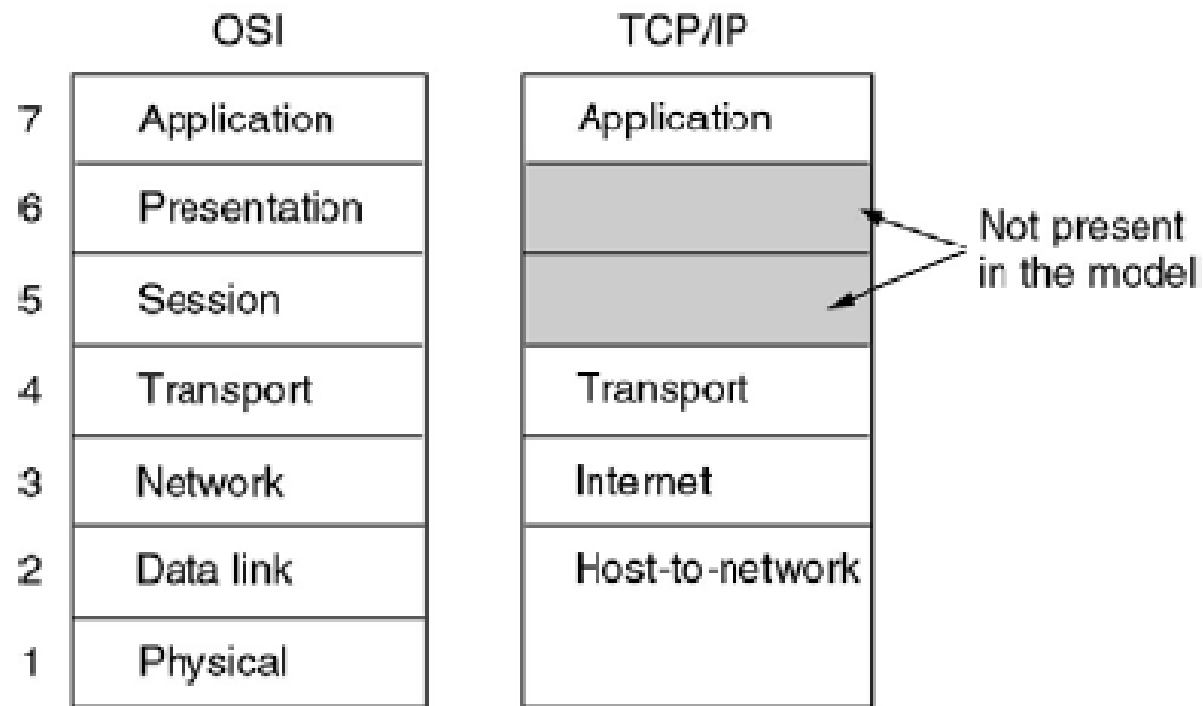 OSI TCP/IP
7 Application Application
6 Presentation
Not present
in the model
5 Session
4 Transport Transport
3 Network Internet
2 Data link Host-to-network
1 Physical